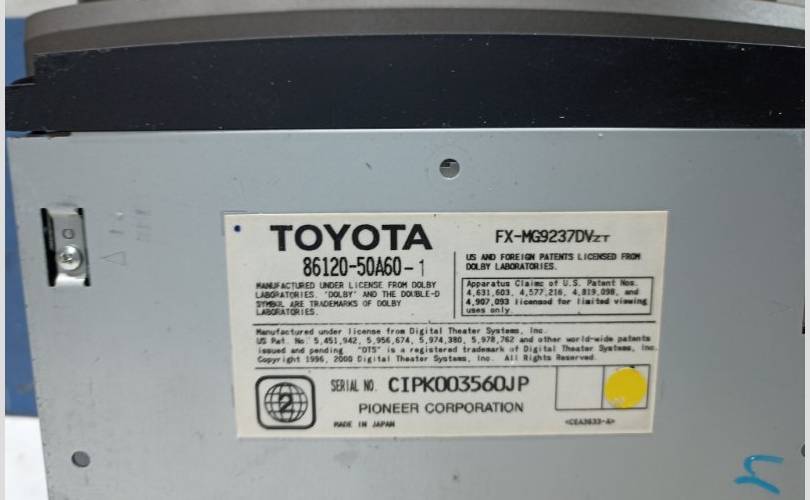 TOYOTA
86120-50A60-1
MANUFACTURED UNDER LICENSE FROM DOLBY
LABORATORIES. "DOLBY" AND THE DOUBLE-D
SYMBOL ARE TRADEMARKS OF DOLBY
LABORATORIES.
FX-MG9237DVZT
US AND FOREIGN PATENTS LICENSED FROM
DOLBY LABORATORIES.
Apparatus Claims of U.S. Patent Nos.
4,631,603, 4,577,216, 4,819,098, and
4,907,093 licensed for limited viewing
uses only.
Manufactured under license from Digital Theater Systems, Inc.
US Pat. No. 5,451,942, 5,956,674, 5,974,380, 5,978,762 and other world-wide patents
issued and pending "DTS" is a registered trademark of Digital Theater Systems, Inc.
Copyright 1996, 2000 Digital Theater Systems, Inc. All Rights Reserved.
2
SERIAL NO. CIPK003560JP
PIONEER CORPORATION
MADE IN JAPAN
<CEA3633-A>